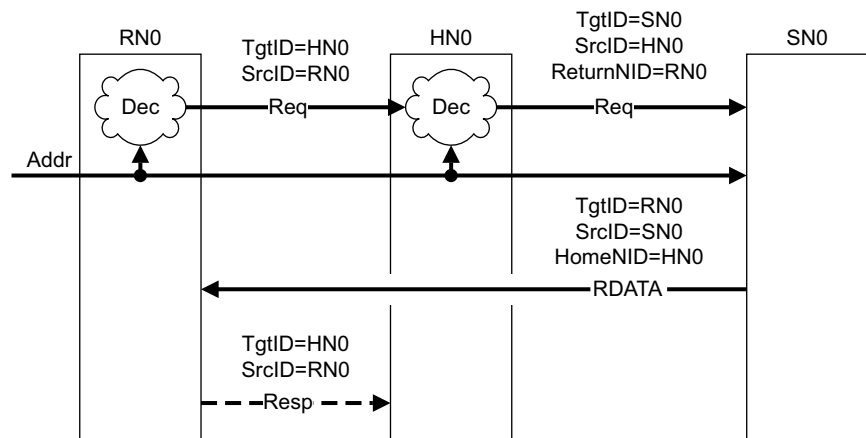 RN0
HN0
SN0
TgtID=HN0
SrcID=RN0
TgtID=SN0
SrcID=HN0
ReturnNID=RN0
Dec
Req
Dec
Req
Addr
TgtID=RN0
SrcID=SN0
HomeNID=HN0
RDATA
TgtID=HN0
SrcID=RN0
Resp